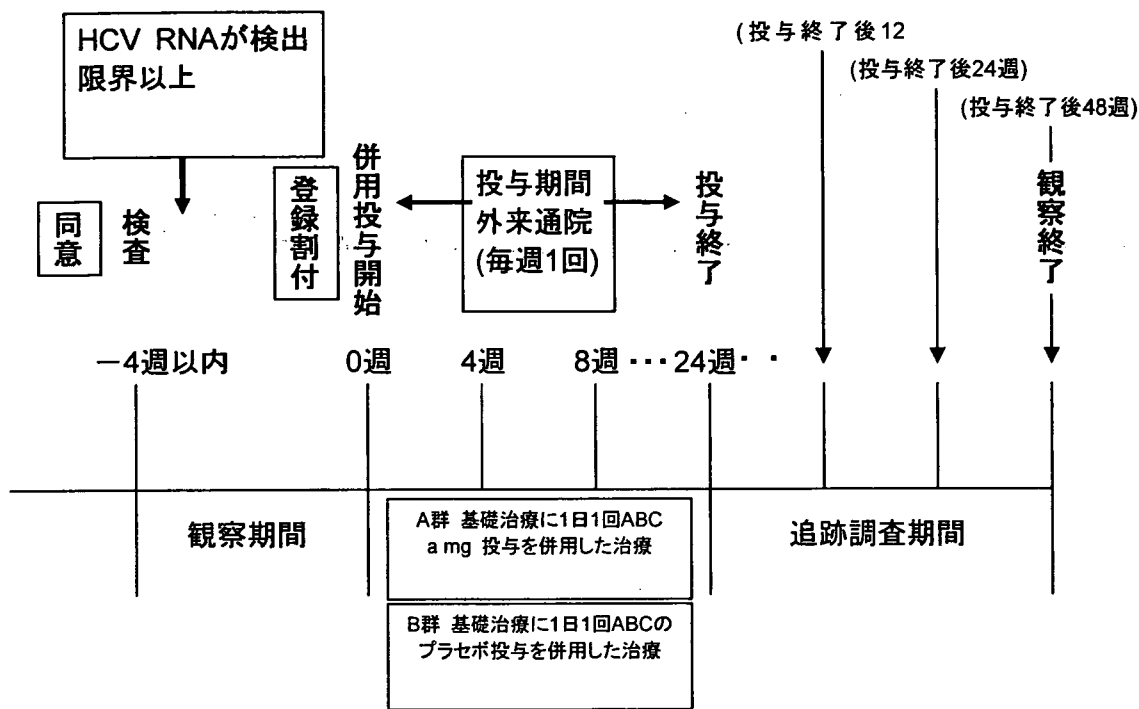 HCV RNAが検出
限界以上
(投与終了後12
(投与終了後24週)
(投与終了後48週)
同意
検査
登録割付
併用投与開始
投与期間
外来通院
(毎週1回)
投与終了
観察終了
－4週以内
0週
4週
8週
・・・
24週
・・
観察期間
A群 基礎治療に1日1回ABC
a mg 投与を併用した治療
追跡調査期間
B群 基礎治療に1日1回ABCの
プラセボ投与を併用した治療